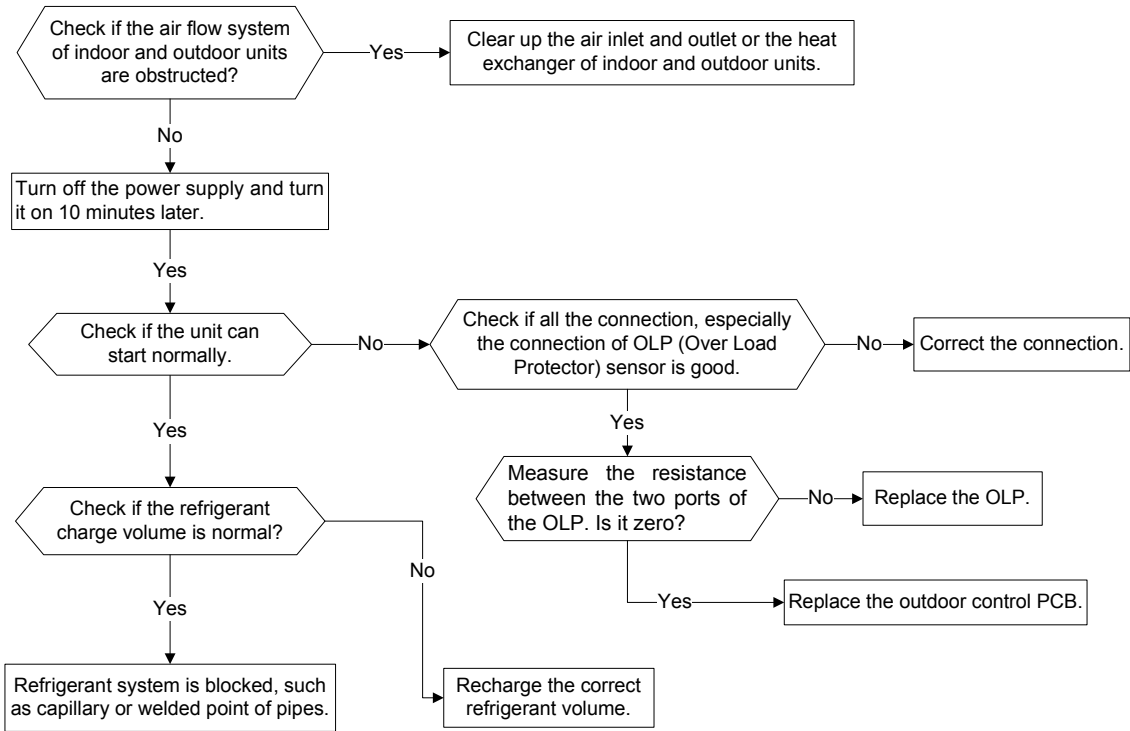 Check if the air flow system
of indoor and outdoor units
are obstructed?
Yes
Clear up the air inlet and outlet or the heat
exchanger of indoor and outdoor units.
No
Turn off the power supply and turn
it on 10 minutes later.
Yes
Check if the unit can
start normally.
No
Check if all the connection, especially
the connection of OLP (Over Load
Protector) sensor is good.
No
Correct the connection.
Yes
Yes
Measure the resistance
between the two ports of
the OLP. Is it zero?
No
Replace the OLP.
Check if the refrigerant
charge volume is normal?
No
Yes
Replace the outdoor control PCB.
Yes
Refrigerant system is blocked, such
as capillary or welded point of pipes.
Recharge the correct
refrigerant volume.